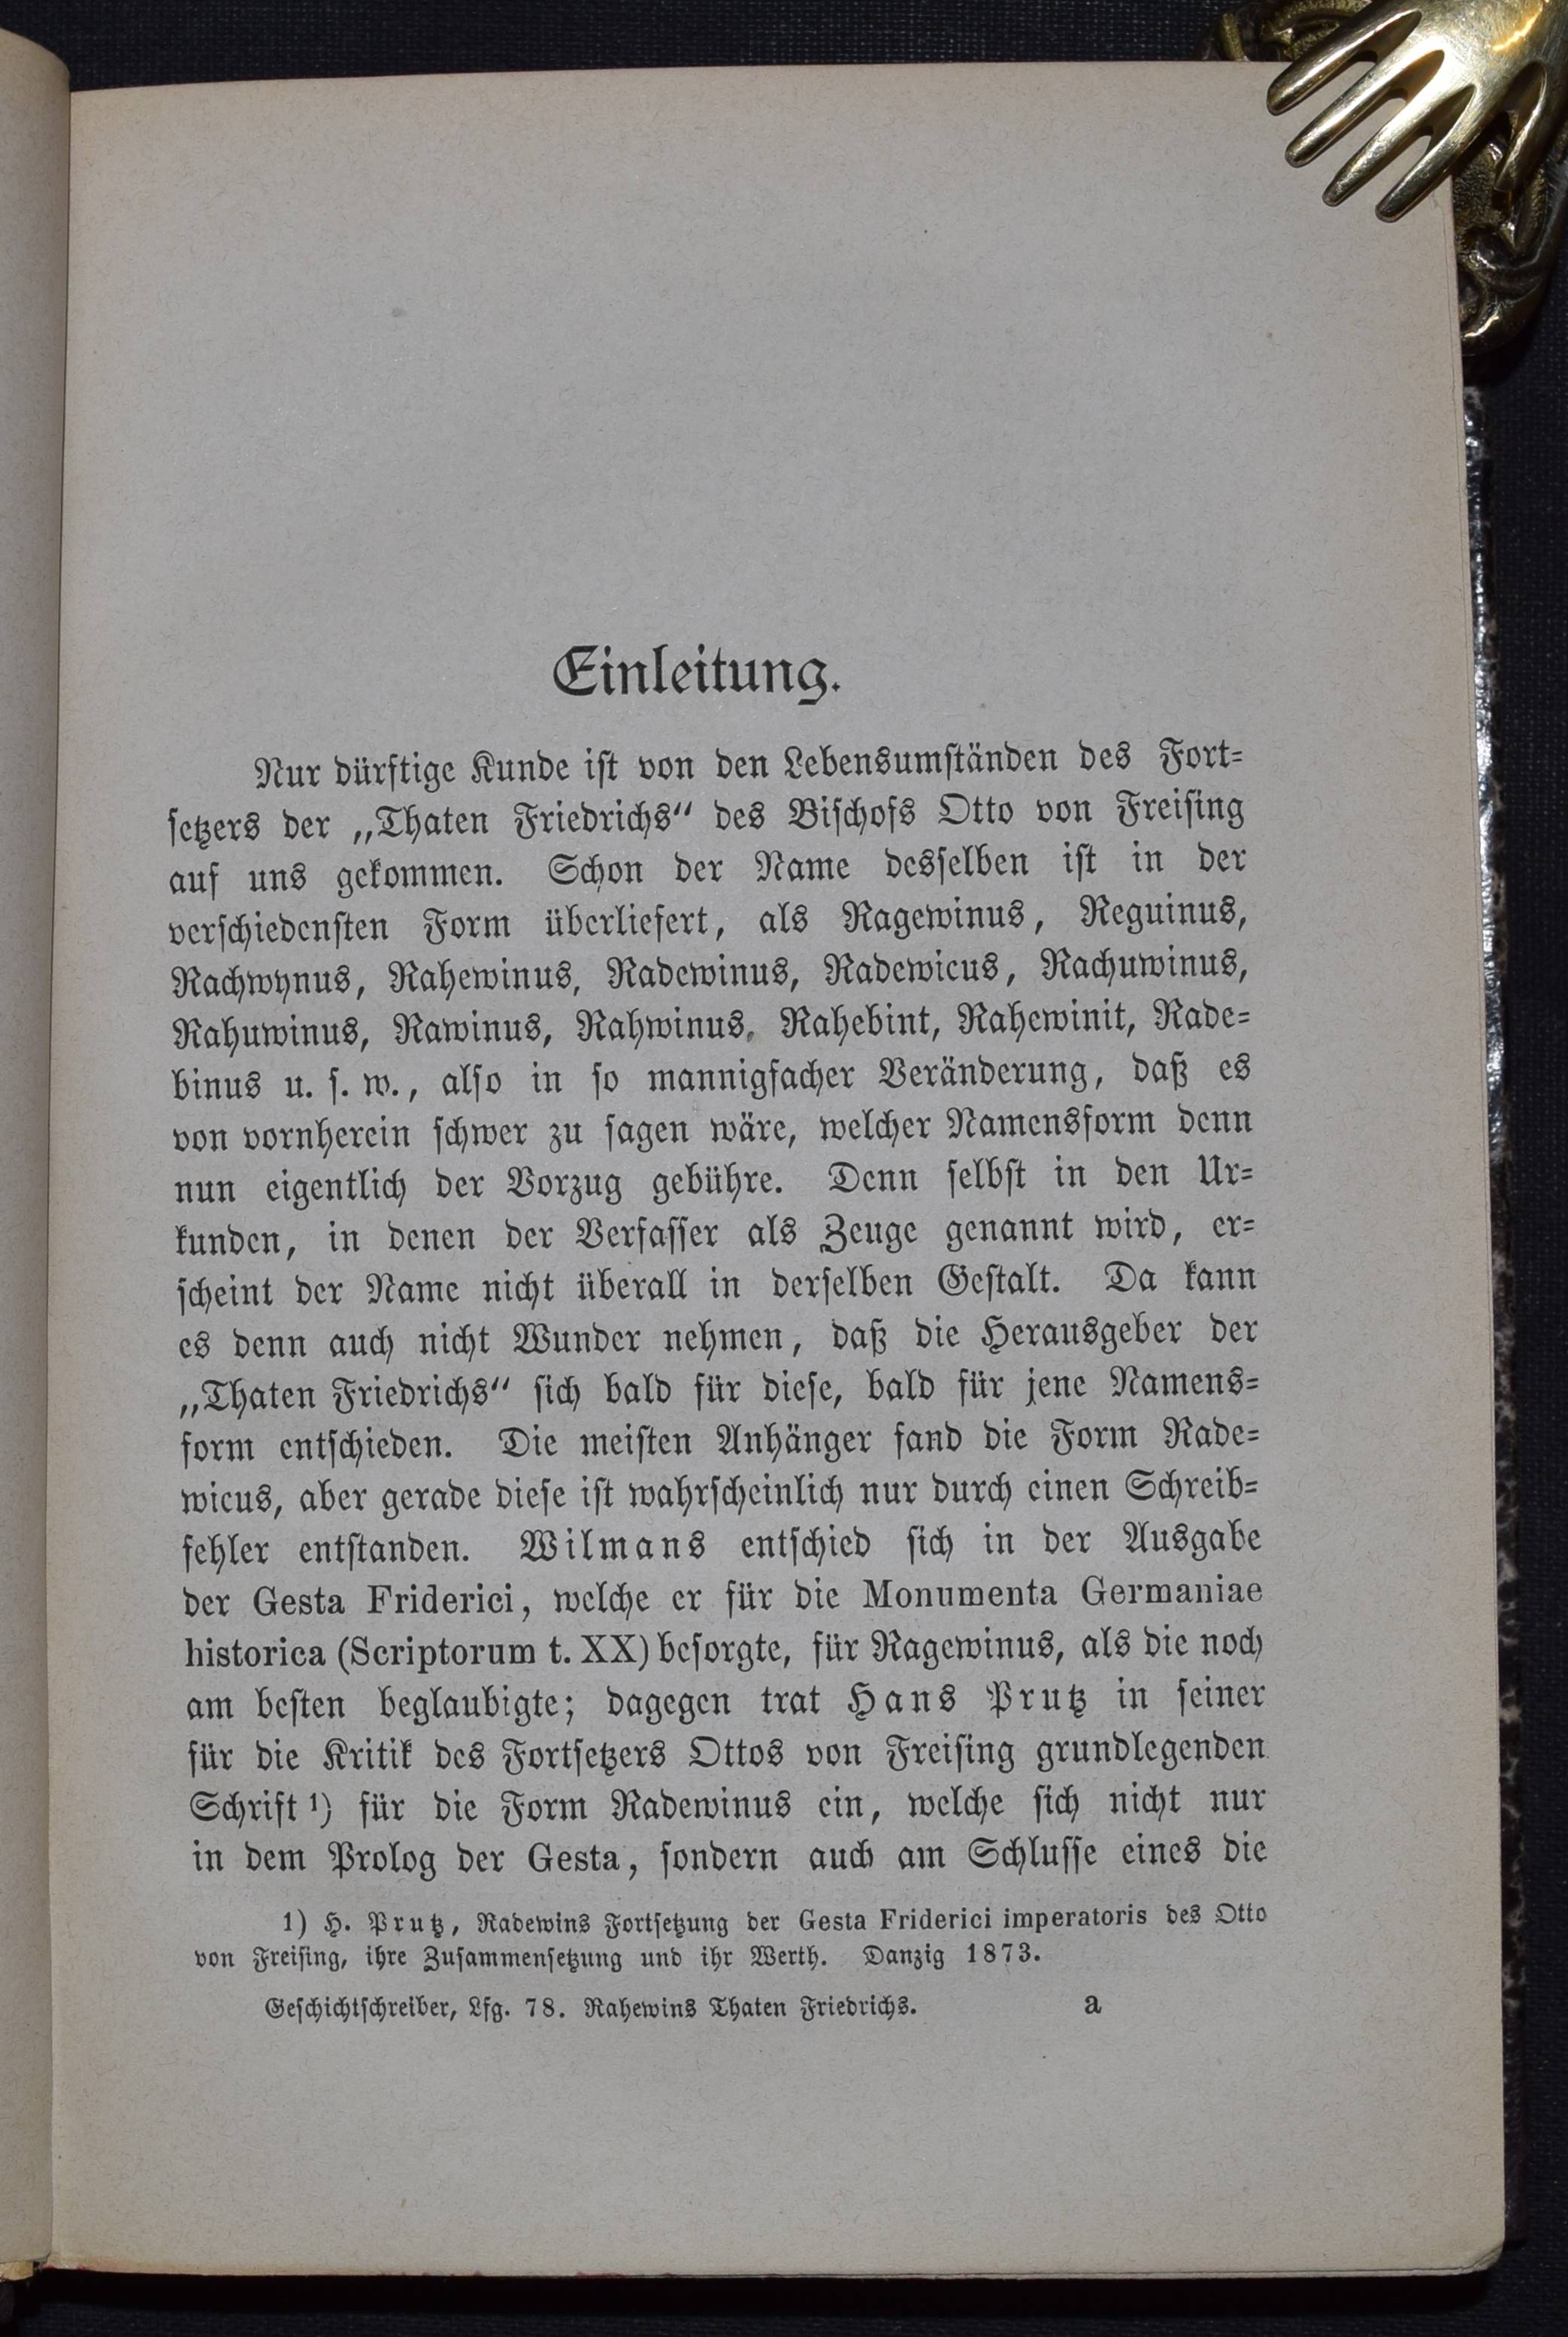 Einleitung.
Nur dürftige Kunde ist von den Lebensumständen des Fort-
setzers der „Thaten Friedrichs“ des Bischofs Otto von Freising
auf uns gekommen. Schon der Name desselben ist in der
verschiedensten Form überliefert, als Ragewinus, Reguinus,
Rachwynus, Rahewinus, Radewinus, Radewicus, Rachuwinus,
Rahuwinus, Rawinus, Rahwinus, Rahebint, Rahewinit, Rade-
binus u. s. w., also in so mannigfacher Veränderung, daß es
von vornherein schwer zu sagen wäre, welcher Namensform denn
nun eigentlich der Vorzug gebühre. Denn selbst in den Ur-
kunden, in denen der Verfasser als Zeuge genannt wird, er-
scheint der Name nicht überall in derselben Gestalt. Da kann
es denn auch nicht Wunder nehmen, daß die Herausgeber der
„Thaten Friedrichs“ sich bald für diese, bald für jene Namens-
form entschieden. Die meisten Anhänger fand die Form Rade-
wicus, aber gerade diese ist wahrscheinlich nur durch einen Schreib-
fehler entstanden. Wilmans entschied sich in der Ausgabe
der Gesta Friderici, welche er für die Monumenta Germaniae
historica (Scriptorum t. XX) besorgte, für Ragewinus, als die noch
am besten beglaubigte; dagegen trat Hans Prutz in seiner
für die Kritik des Fortsetzers Ottos von Freising grundlegenden
Schrift ¹) für die Form Radewinus ein, welche sich nicht nur
in dem Prolog der Gesta, sondern auch am Schlusse eines die
1) H. Prutz, Radewins Fortsetzung der Gesta Friderici imperatoris des Otto
von Freising, ihre Zusammensetzung und ihr Werth. Danzig 1873.
Geschichtschreiber, Lfg. 78. Rahewins Thaten Friedrichs. a